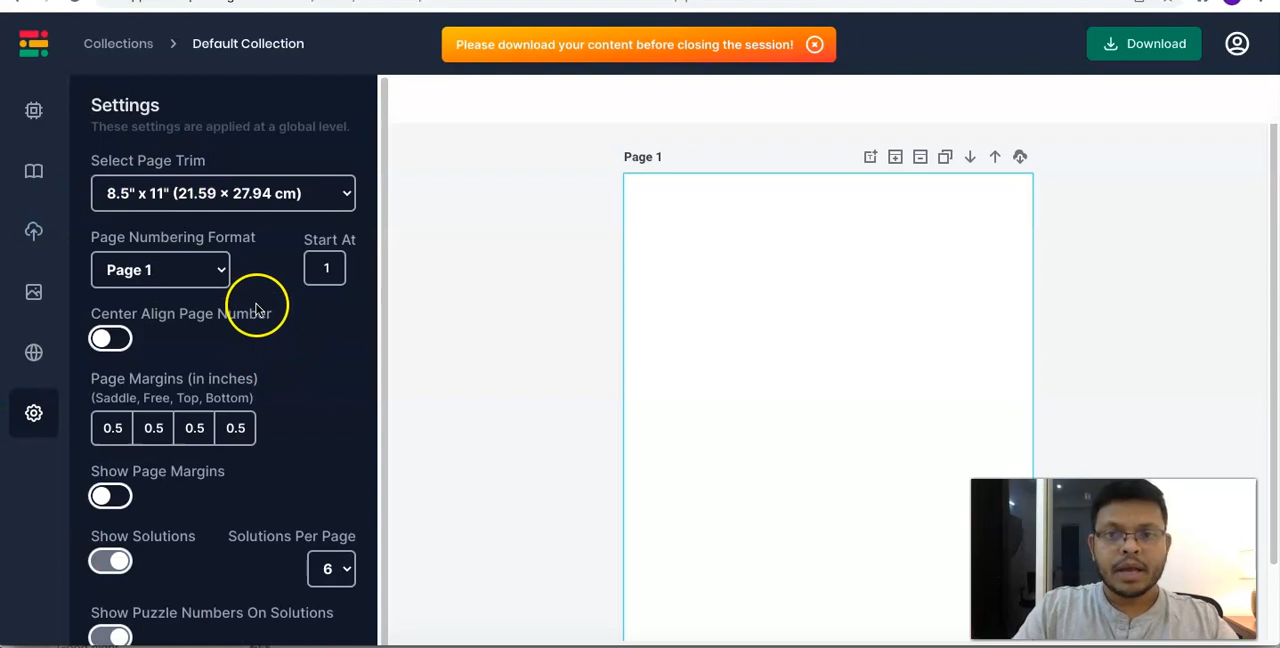 Collections > Default Collection
Please download your content before closing the session!
Download
Settings
These settings are applied at a global level.
Select Page Trim
8.5" x 11" (21.59 × 27.94 cm)
Page Numbering Format
Start At
Page 1
1
Center Align Page Number
Page Margins (in inches)
(Saddle, Free, Top, Bottom)
0.5 0.5 0.5 0.5
Show Page Margins
Show Solutions
Solutions Per Page
6
Show Puzzle Numbers On Solutions
Page 1